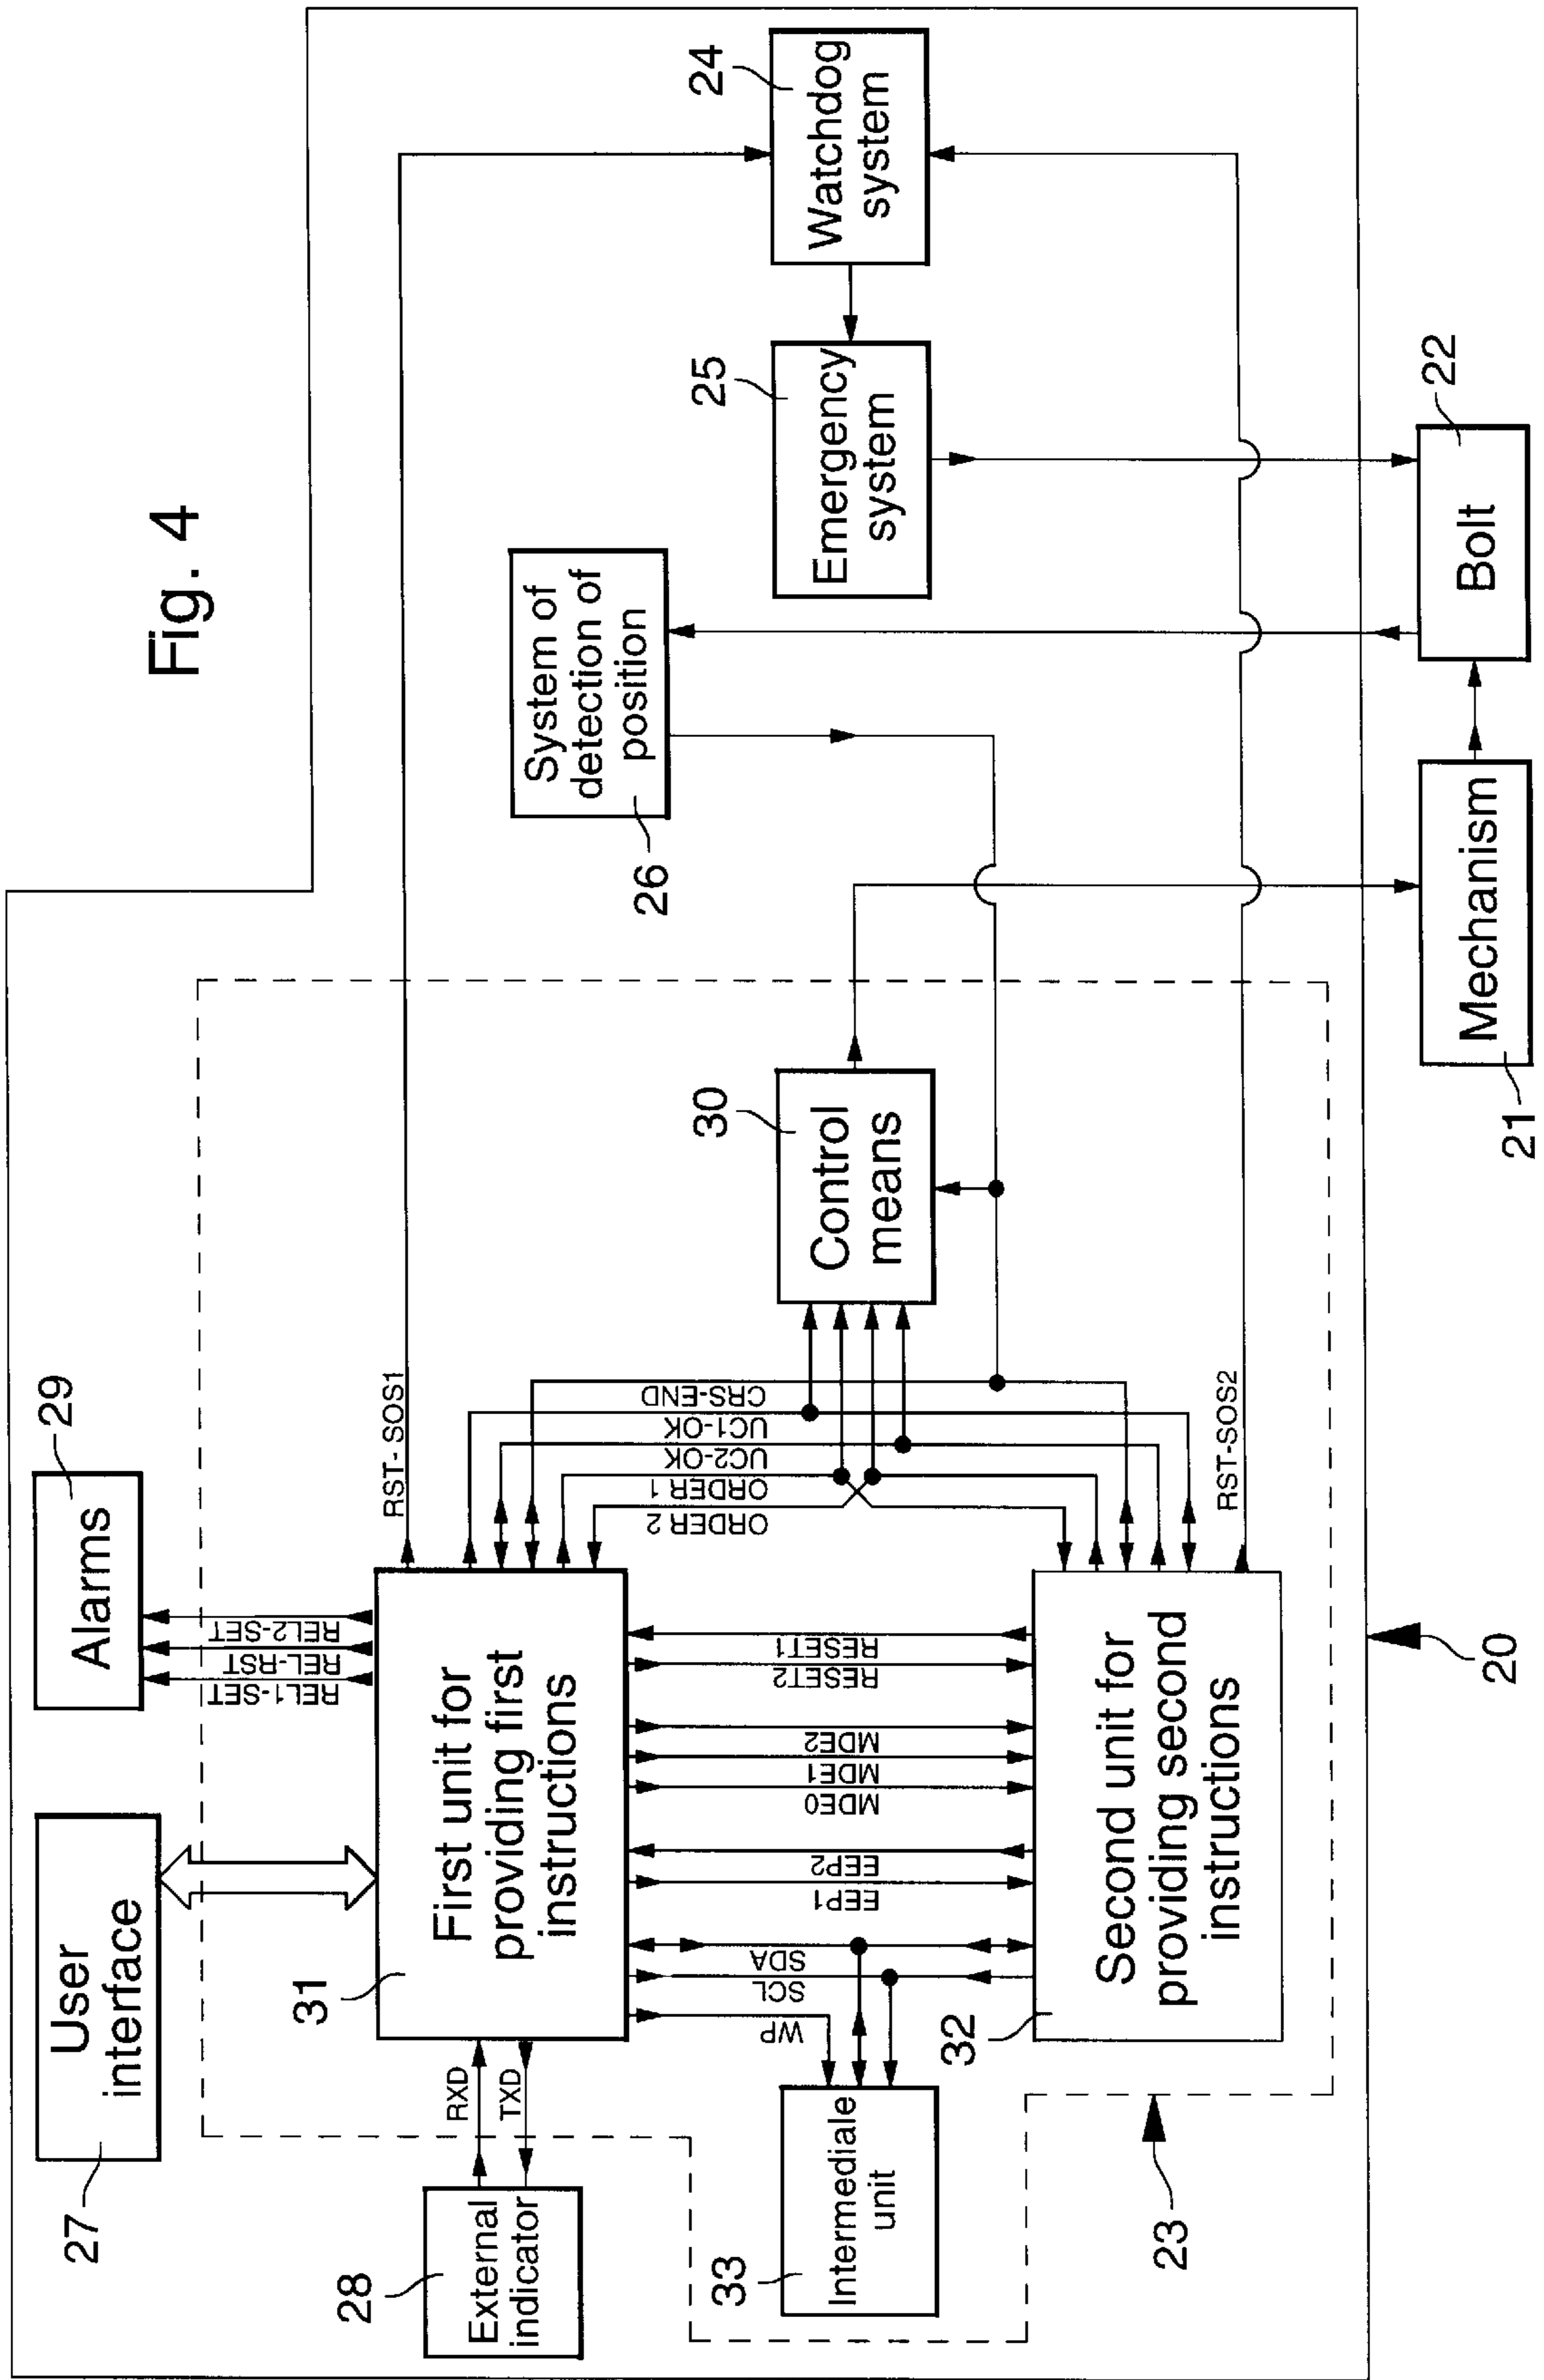 Fig. 4
27
User
interface
29
Alarms
28
External
indicator
RXD
TXD
REL1-SET
REL-RST
REL2-SET
31
First unit for
providing first
instructions
RST- SOS1
CRS-END
UC1-OK
UC2-OK
ORDER 1
ORDER 2
30
Control
means
26
System of
detection of
position
25
Emergency
system
24
Watchdog
system
33
Intermediale
unit
WP
SCL
SDA
EEP1
EEP2
MDE0
MDE1
MDE2
RESET2
RESET1
32
Second unit for
providing second
instructions
RST-SOS2
23
20
21
Mechanism
22
Bolt